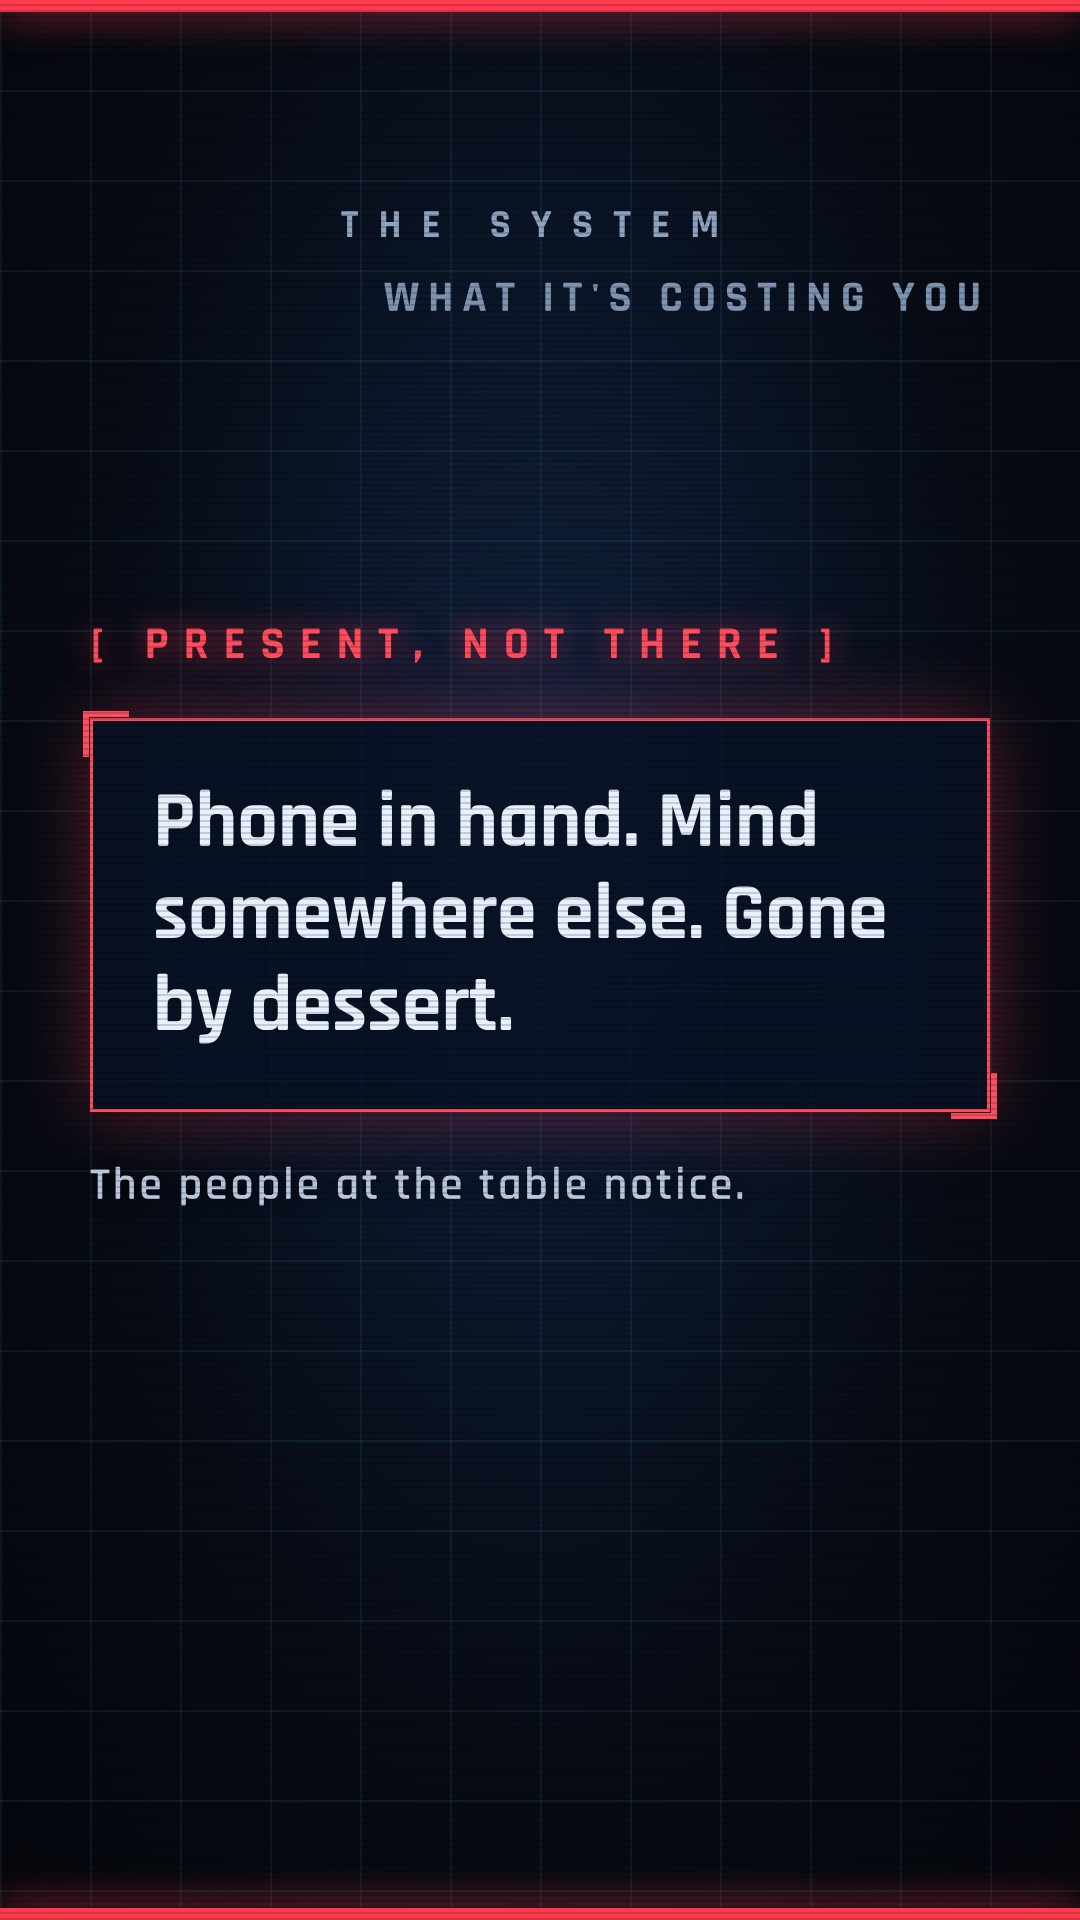 THE SYSTEM
WHAT IT'S COSTING YOU
[ PRESENT, NOT THERE ]
Phone in hand. Mind
somewhere else. Gone
by dessert.
The people at the table notice.